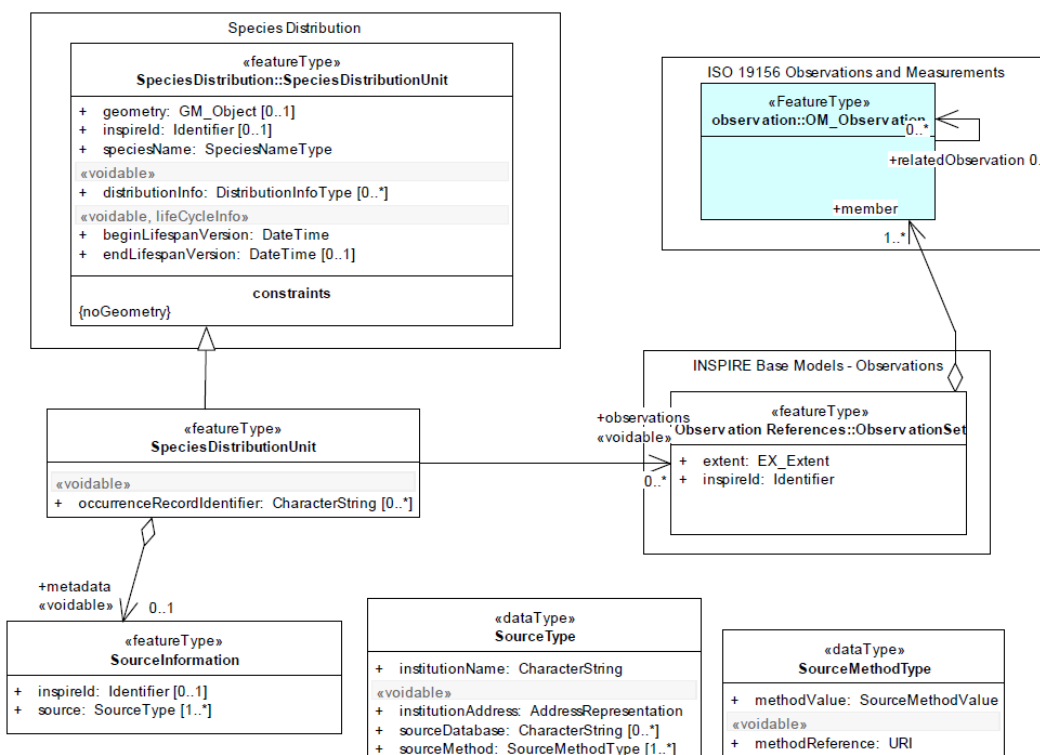 Species Distribution
«featureType»
SpeciesDistribution::SpeciesDistributionUnit
+ geometry: GM_Object [0..1]
+ inspireId: Identifier [0..1]
+ speciesName: SpeciesNameType
«voidable»
+ distributionInfo: DistributionInfoType [0..*]
«voidable, lifeCycleInfo»
+ beginLifespanVersion: DateTime
+ endLifespanVersion: DateTime [0..1]
constraints
{noGeometry}
ISO 19156 Observations and Measurements
«FeatureType»
observation::OM_Observation
0..*
+relatedObservation 0..
+member
1..*
INSPIRE Base Models - Observations
«featureType»
Observation References::ObservationSet
+ extent: EX_Extent
+ inspireId: Identifier
+observations
«voidable»
0..*
«featureType»
SpeciesDistributionUnit
«voidable»
+ occurrenceRecordIdentifier: CharacterString [0..*]
+metadata
«voidable»
0..1
«featureType»
SourceInformation
+ inspireId: Identifier [0..1]
+ source: SourceType [1..*]
«dataType»
SourceType
+ institutionName: CharacterString
«voidable»
+ institutionAddress: AddressRepresentation
+ sourceDatabase: CharacterString [0..*]
+ sourceMethod: SourceMethodType [1..*]
«dataType»
SourceMethodType
+ methodValue: SourceMethodValue
«voidable»
+ methodReference: URI